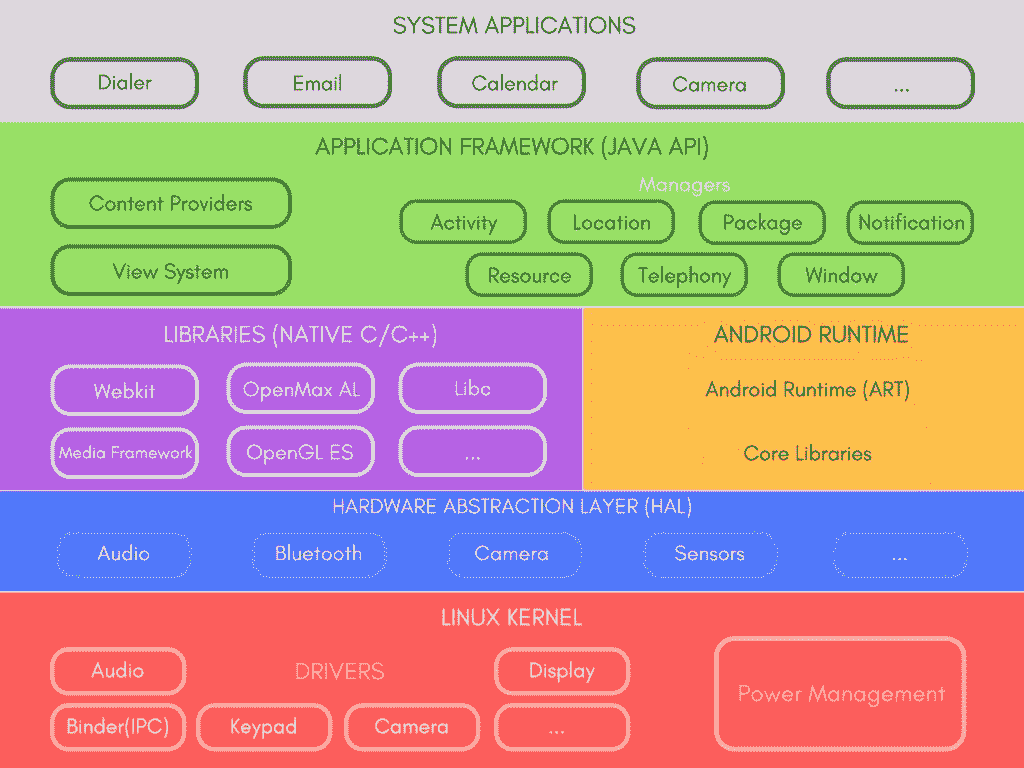 SYSTEM APPLICATIONS
Dialer
Email
Calendar
Camera
...
APPLICATION FRAMEWORK (JAVA API)
Content Providers
View System
Managers
Activity
Location
Package
Notification
Resource
Telephony
Window
LIBRARIES (NATIVE C/C++)
Webkit
OpenMax AL
Libc
Media Framework
OpenGL ES
...
ANDROID RUNTIME
Android Runtime (ART)
Core Libraries
HARDWARE ABSTRACTION LAYER (HAL)
Audio
Bluetooth
Camera
Sensors
...
LINUX KERNEL
Audio
DRIVERS
Display
Binder(IPC)
Keypad
Camera
...
Power Management